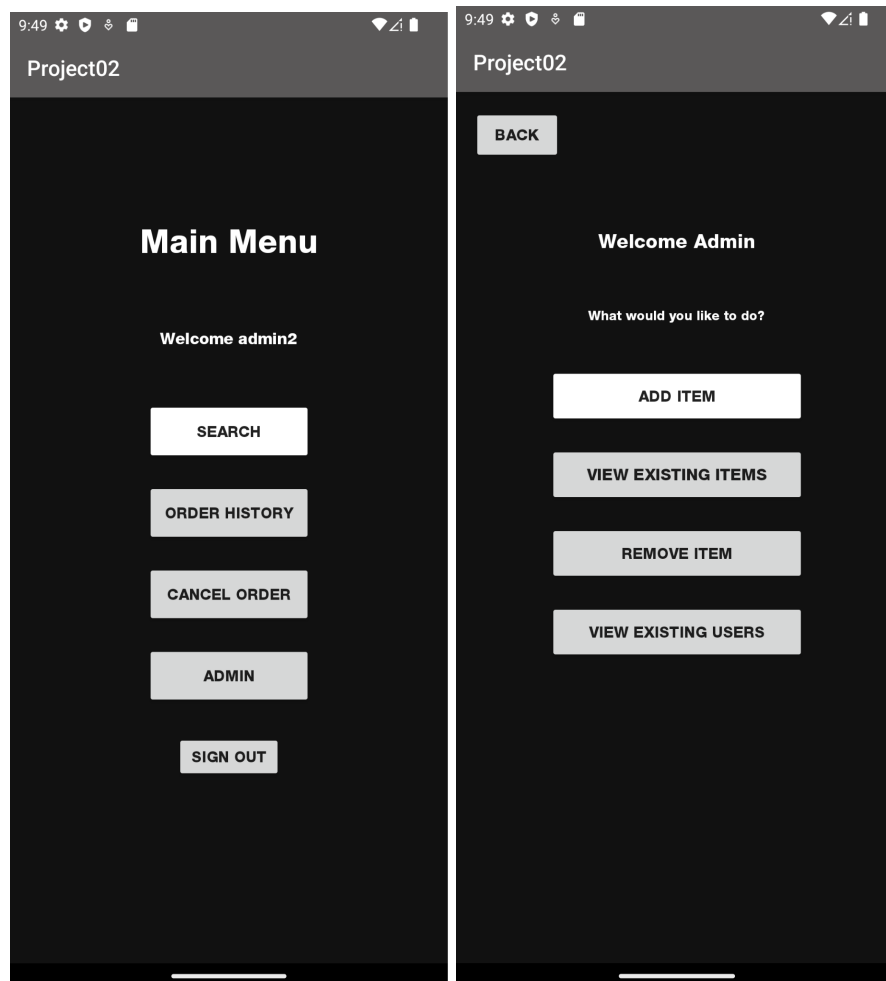 9:49
Project02
Main Menu
Welcome admin2
SEARCH
ORDER HISTORY
CANCEL ORDER
ADMIN
SIGN OUT
9:49
Project02
BACK
Welcome Admin
What would you like to do?
ADD ITEM
VIEW EXISTING ITEMS
REMOVE ITEM
VIEW EXISTING USERS